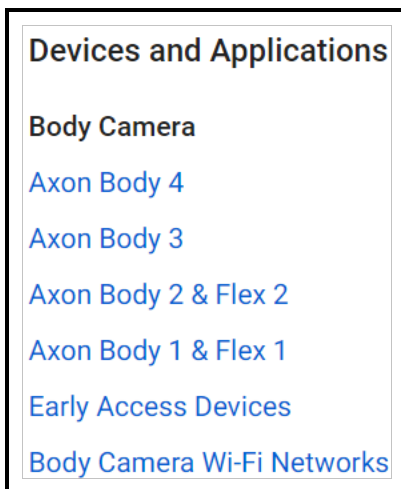 Devices and Applications
Body Camera
Axon Body 4
Axon Body 3
Axon Body 2 & Flex 2
Axon Body 1 & Flex 1
Early Access Devices
Body Camera Wi-Fi Networks